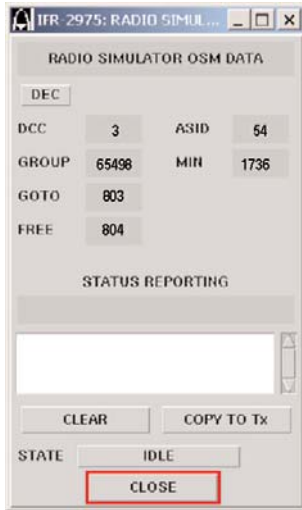 IFR-2975: RADIO SIMUL...
RADIO SIMULATOR OSM DATA
DEC
DCC 3 ASID 54
GROUP 65498 MIN 1736
GOTO 803
FREE 804
STATUS REPORTING
CLEAR COPY TO Tx
STATE IDLE
CLOSE